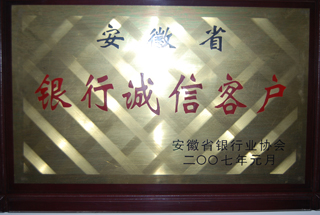 安徽省
银行诚信客户
安徽省银行业协会
二〇〇七年元月